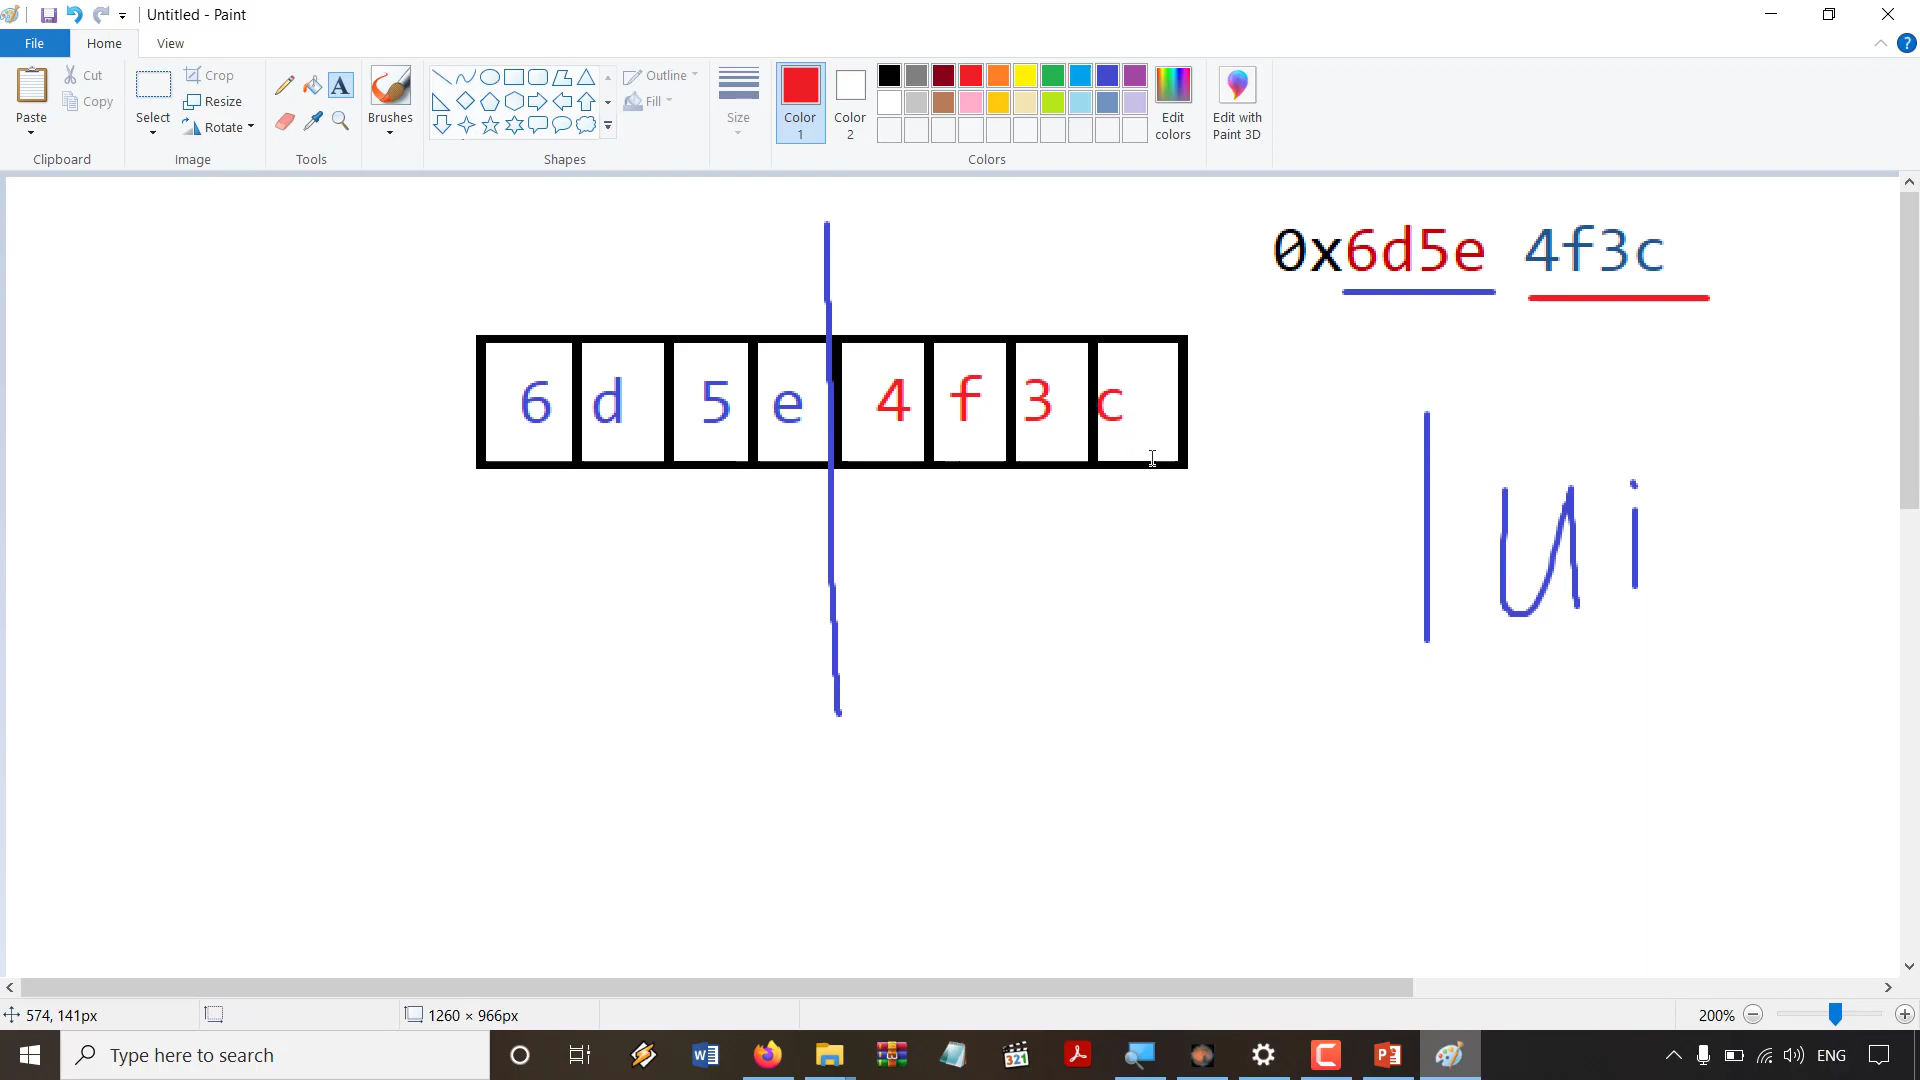 Untitled - Paint
File Home View
Paste
Cut
Copy
Clipboard
Select
Crop
Resize
Rotate
Image
A
Tools
Brushes
Outline
Fill
Shapes
Size
Color 1
Color 2
Edit colors
Edit with Paint 3D
Colors
0x6d5e 4f3c
6 d 5 e 4 f 3 c
lui
574, 141px
1260 × 966px
200%
Type here to search
ENG